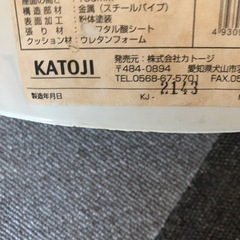 構造部材:金属(スチールパイプ)
表面加工:粉体塗装
張り材:フタル酸シート
クッション材:ウレタンフォーム
KATOJI
発売元:株式会社カトージ
〒484-0894 愛知県犬山市
TEL.0568-67-570
製造年月日 KJ- 2143